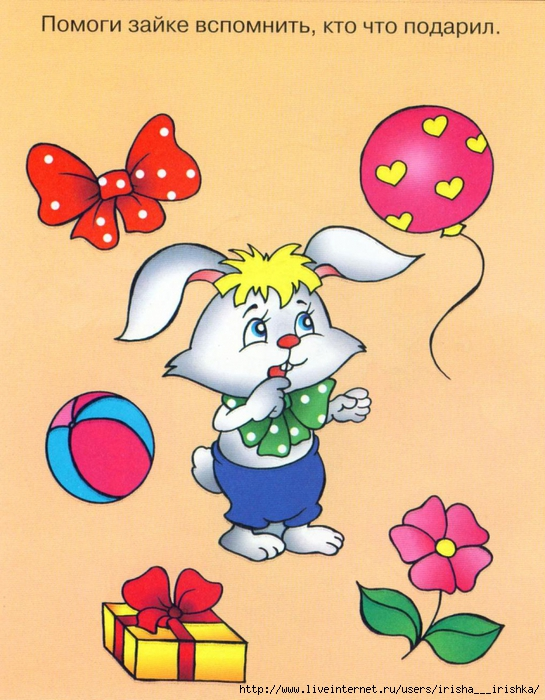 Помоги зайке вспомнить, кто что подарил.
http://www.liveinternet.ru/users/irisha___irishka/